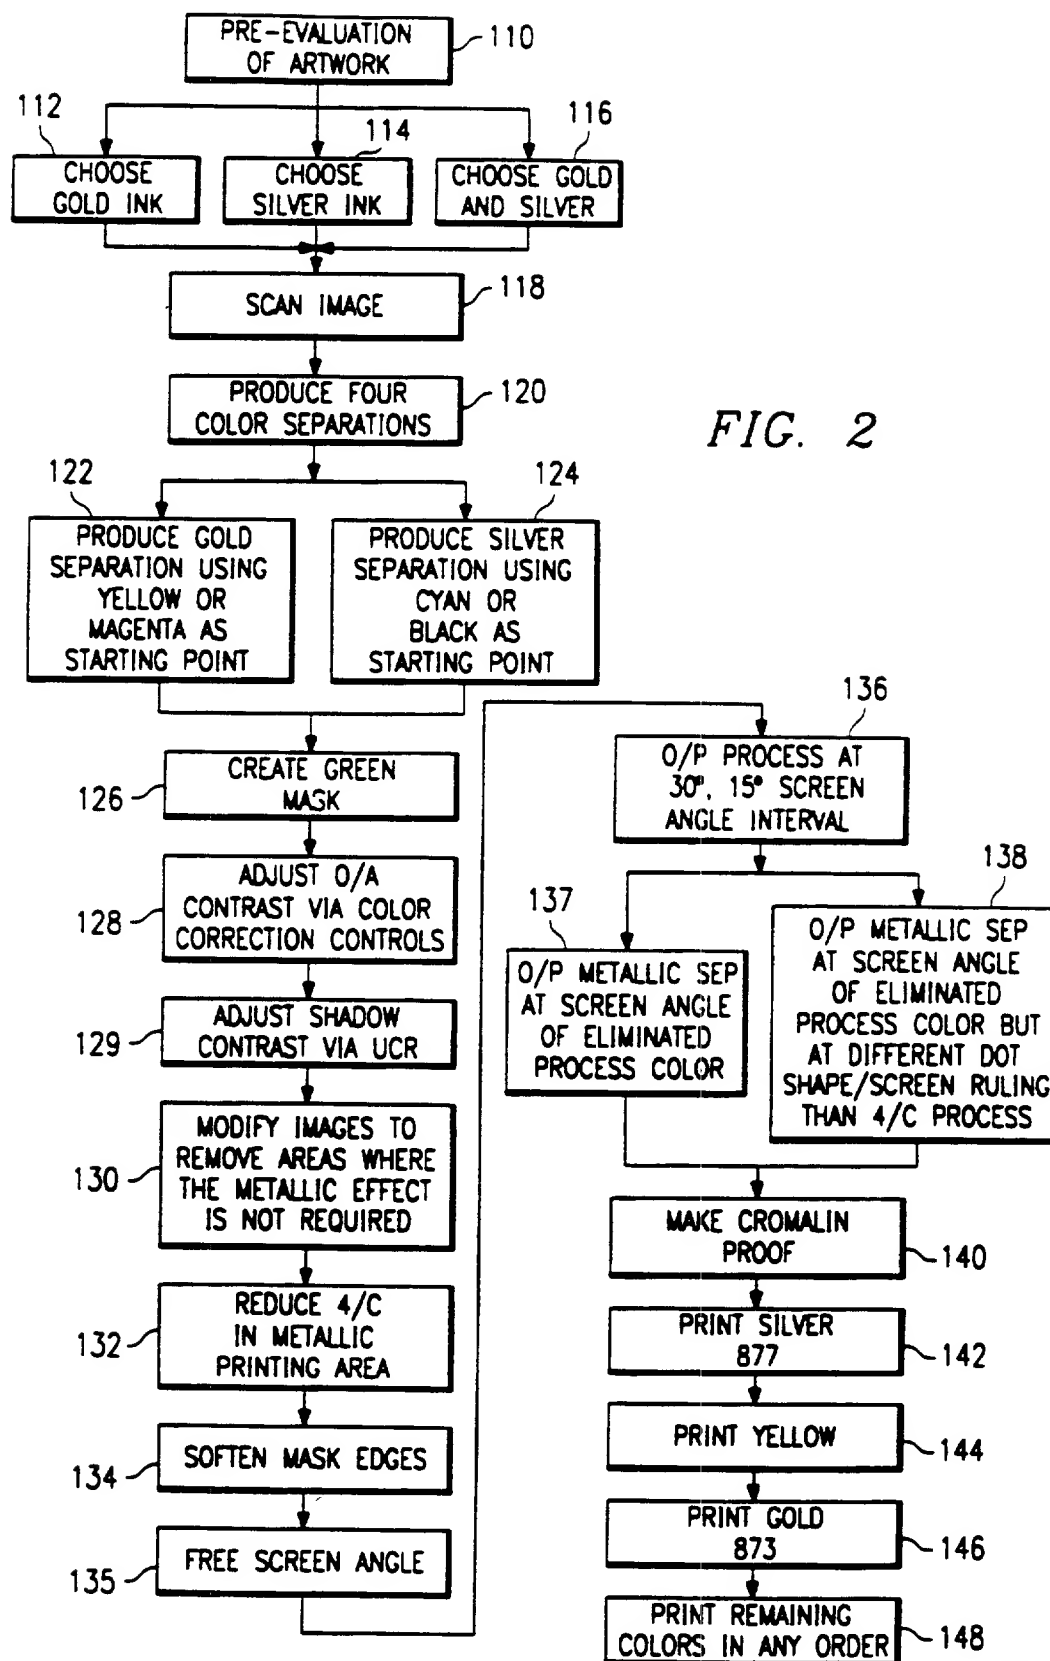 PRE-EVALUATION
OF ARTWORK
110
112
114
116
CHOOSE
GOLD INK
CHOOSE
SILVER INK
CHOOSE GOLD
AND SILVER
SCAN IMAGE
118
PRODUCE FOUR
COLOR SEPARATIONS
120
FIG. 2
122
124
PRODUCE GOLD
SEPARATION USING
YELLOW OR
MAGENTA AS
STARTING POINT
PRODUCE SILVER
SEPARATION USING
CYAN OR
BLACK AS
STARTING POINT
CREATE GREEN
MASK
126
ADJUST O/A
CONTRAST VIA COLOR
CORRECTION CONTROLS
128
ADJUST SHADOW
CONTRAST VIA UCR
129
MODIFY IMAGES TO
REMOVE AREAS WHERE
THE METALLIC EFFECT
IS NOT REQUIRED
130
REDUCE 4/C
IN METALLIC
PRINTING AREA
132
SOFTEN MASK EDGES
134
FREE SCREEN ANGLE
135
136
O/P PROCESS AT
30°, 15° SCREEN
ANGLE INTERVAL
137
138
O/P METALLIC SEP
AT SCREEN ANGLE
OF ELIMINATED
PROCESS COLOR
O/P METALLIC SEP
AT SCREEN ANGLE
OF ELIMINATED
PROCESS COLOR BUT
AT DIFFERENT DOT
SHAPE/SCREEN RULING
THAN 4/C PROCESS
MAKE CROMALIN
PROOF
140
PRINT SILVER
877
142
PRINT YELLOW
144
PRINT GOLD
873
146
PRINT REMAINING
COLORS IN ANY ORDER
148